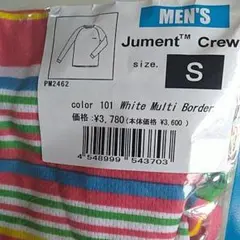 MEN'S
Jument™ Crew
size. S
PM2462
color 101 White Multi Border
価格:¥3,780(本体価格 ¥3,600)
4 548999 543703